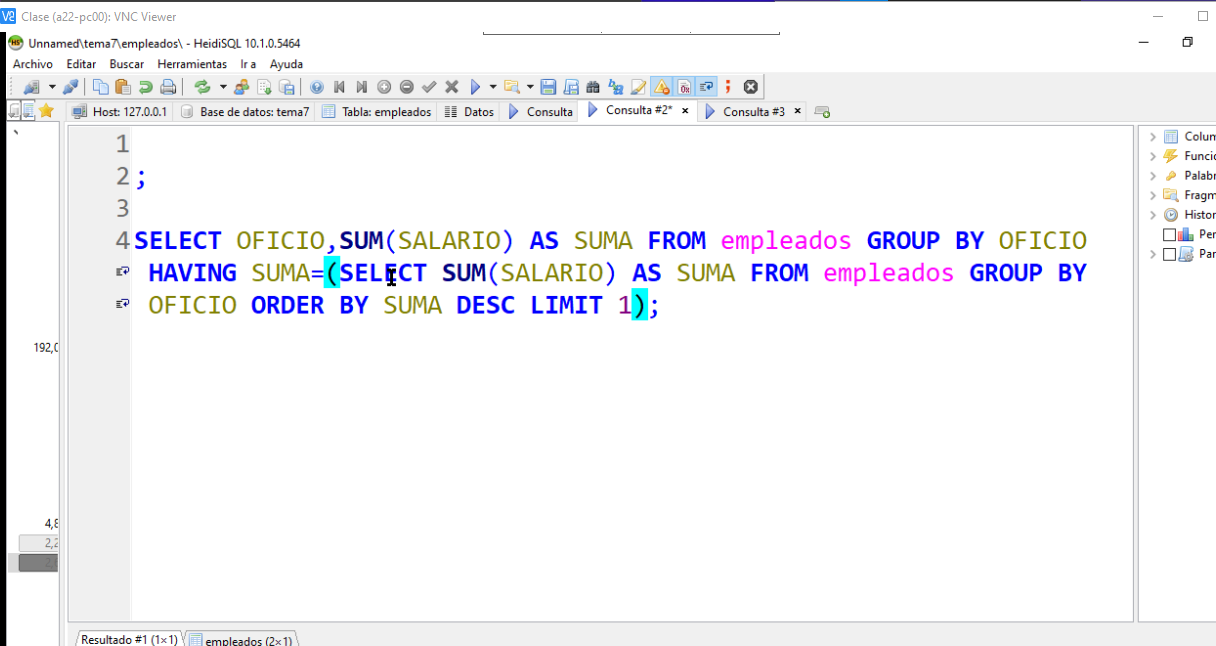 Clase (a22-pc00): VNC Viewer
Unnamed\tema7\empleados\ - HeidiSQL 10.1.0.5464
Archivo Editar Buscar Herramientas Ir a Ayuda
Host: 127.0.0.1 Base de datos: tema7 Tabla: empleados Datos Consulta Consulta #2* × Consulta #3 ×
1
2 ;
3
4 SELECT OFICIO,SUM(SALARIO) AS SUMA FROM empleados GROUP BY OFICIO
HAVING SUMA=(SELECT SUM(SALARIO) AS SUMA FROM empleados GROUP BY
OFICIO ORDER BY SUMA DESC LIMIT 1);
Colum
Funcio
Palabr
Fragm
Histor
Per
Par
192,0
4,8
2,2
Resultado #1 (1×1) empleados (2×1)